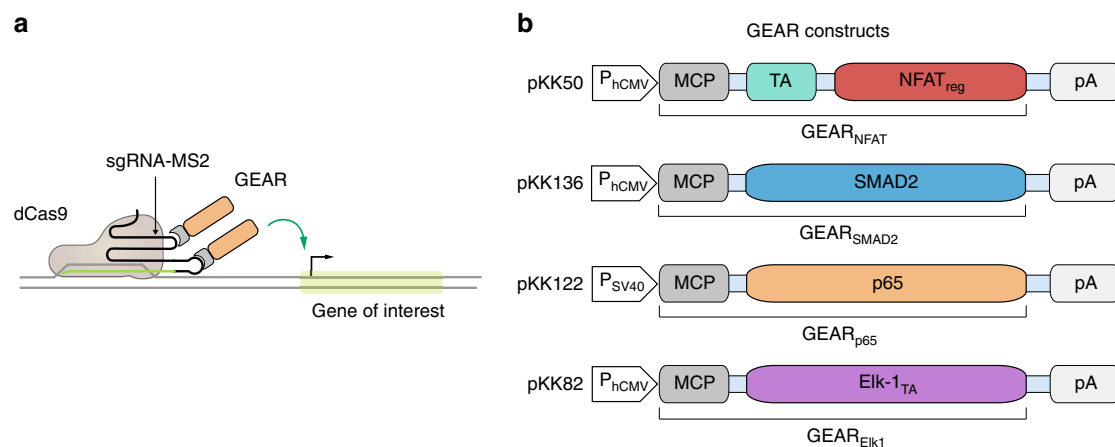 a
sgRNA-MS2
GEAR
dCas9
Gene of interest
b
GEAR constructs
pKK50 PhCMV MCP TA NFATreg pA
GEARNFAT
pKK136 PhCMV MCP SMAD2 pA
GEARSMAD2
pKK122 PSV40 MCP p65 pA
GEARp65
pKK82 PhCMV MCP Elk-1TA pA
GEARElk1